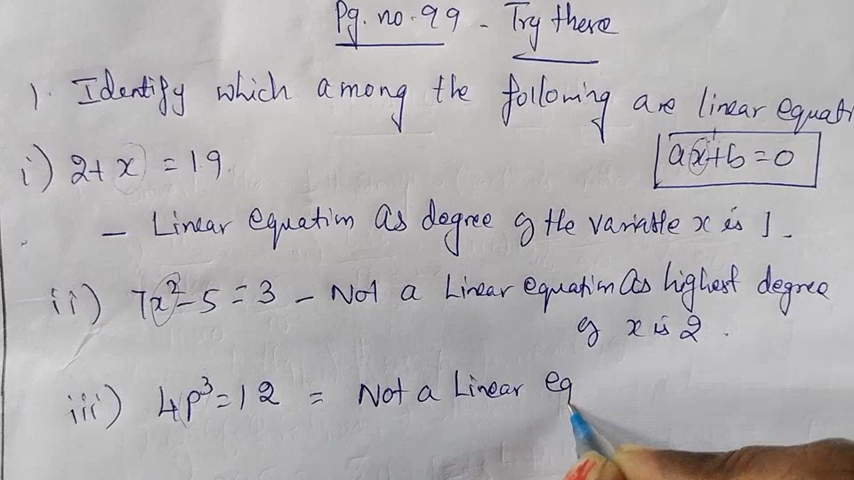 Pg. no. 99 - Try these
1. Identify which among the following are linear equati
i) 2+ x = 19
ax+b=0
- Linear equation as degree of the variable x is 1.
ii) 7x²-5=3 - Not a Linear equation as highest degree
of x is 2.
iii) 4p³=12 = Not a Linear eq